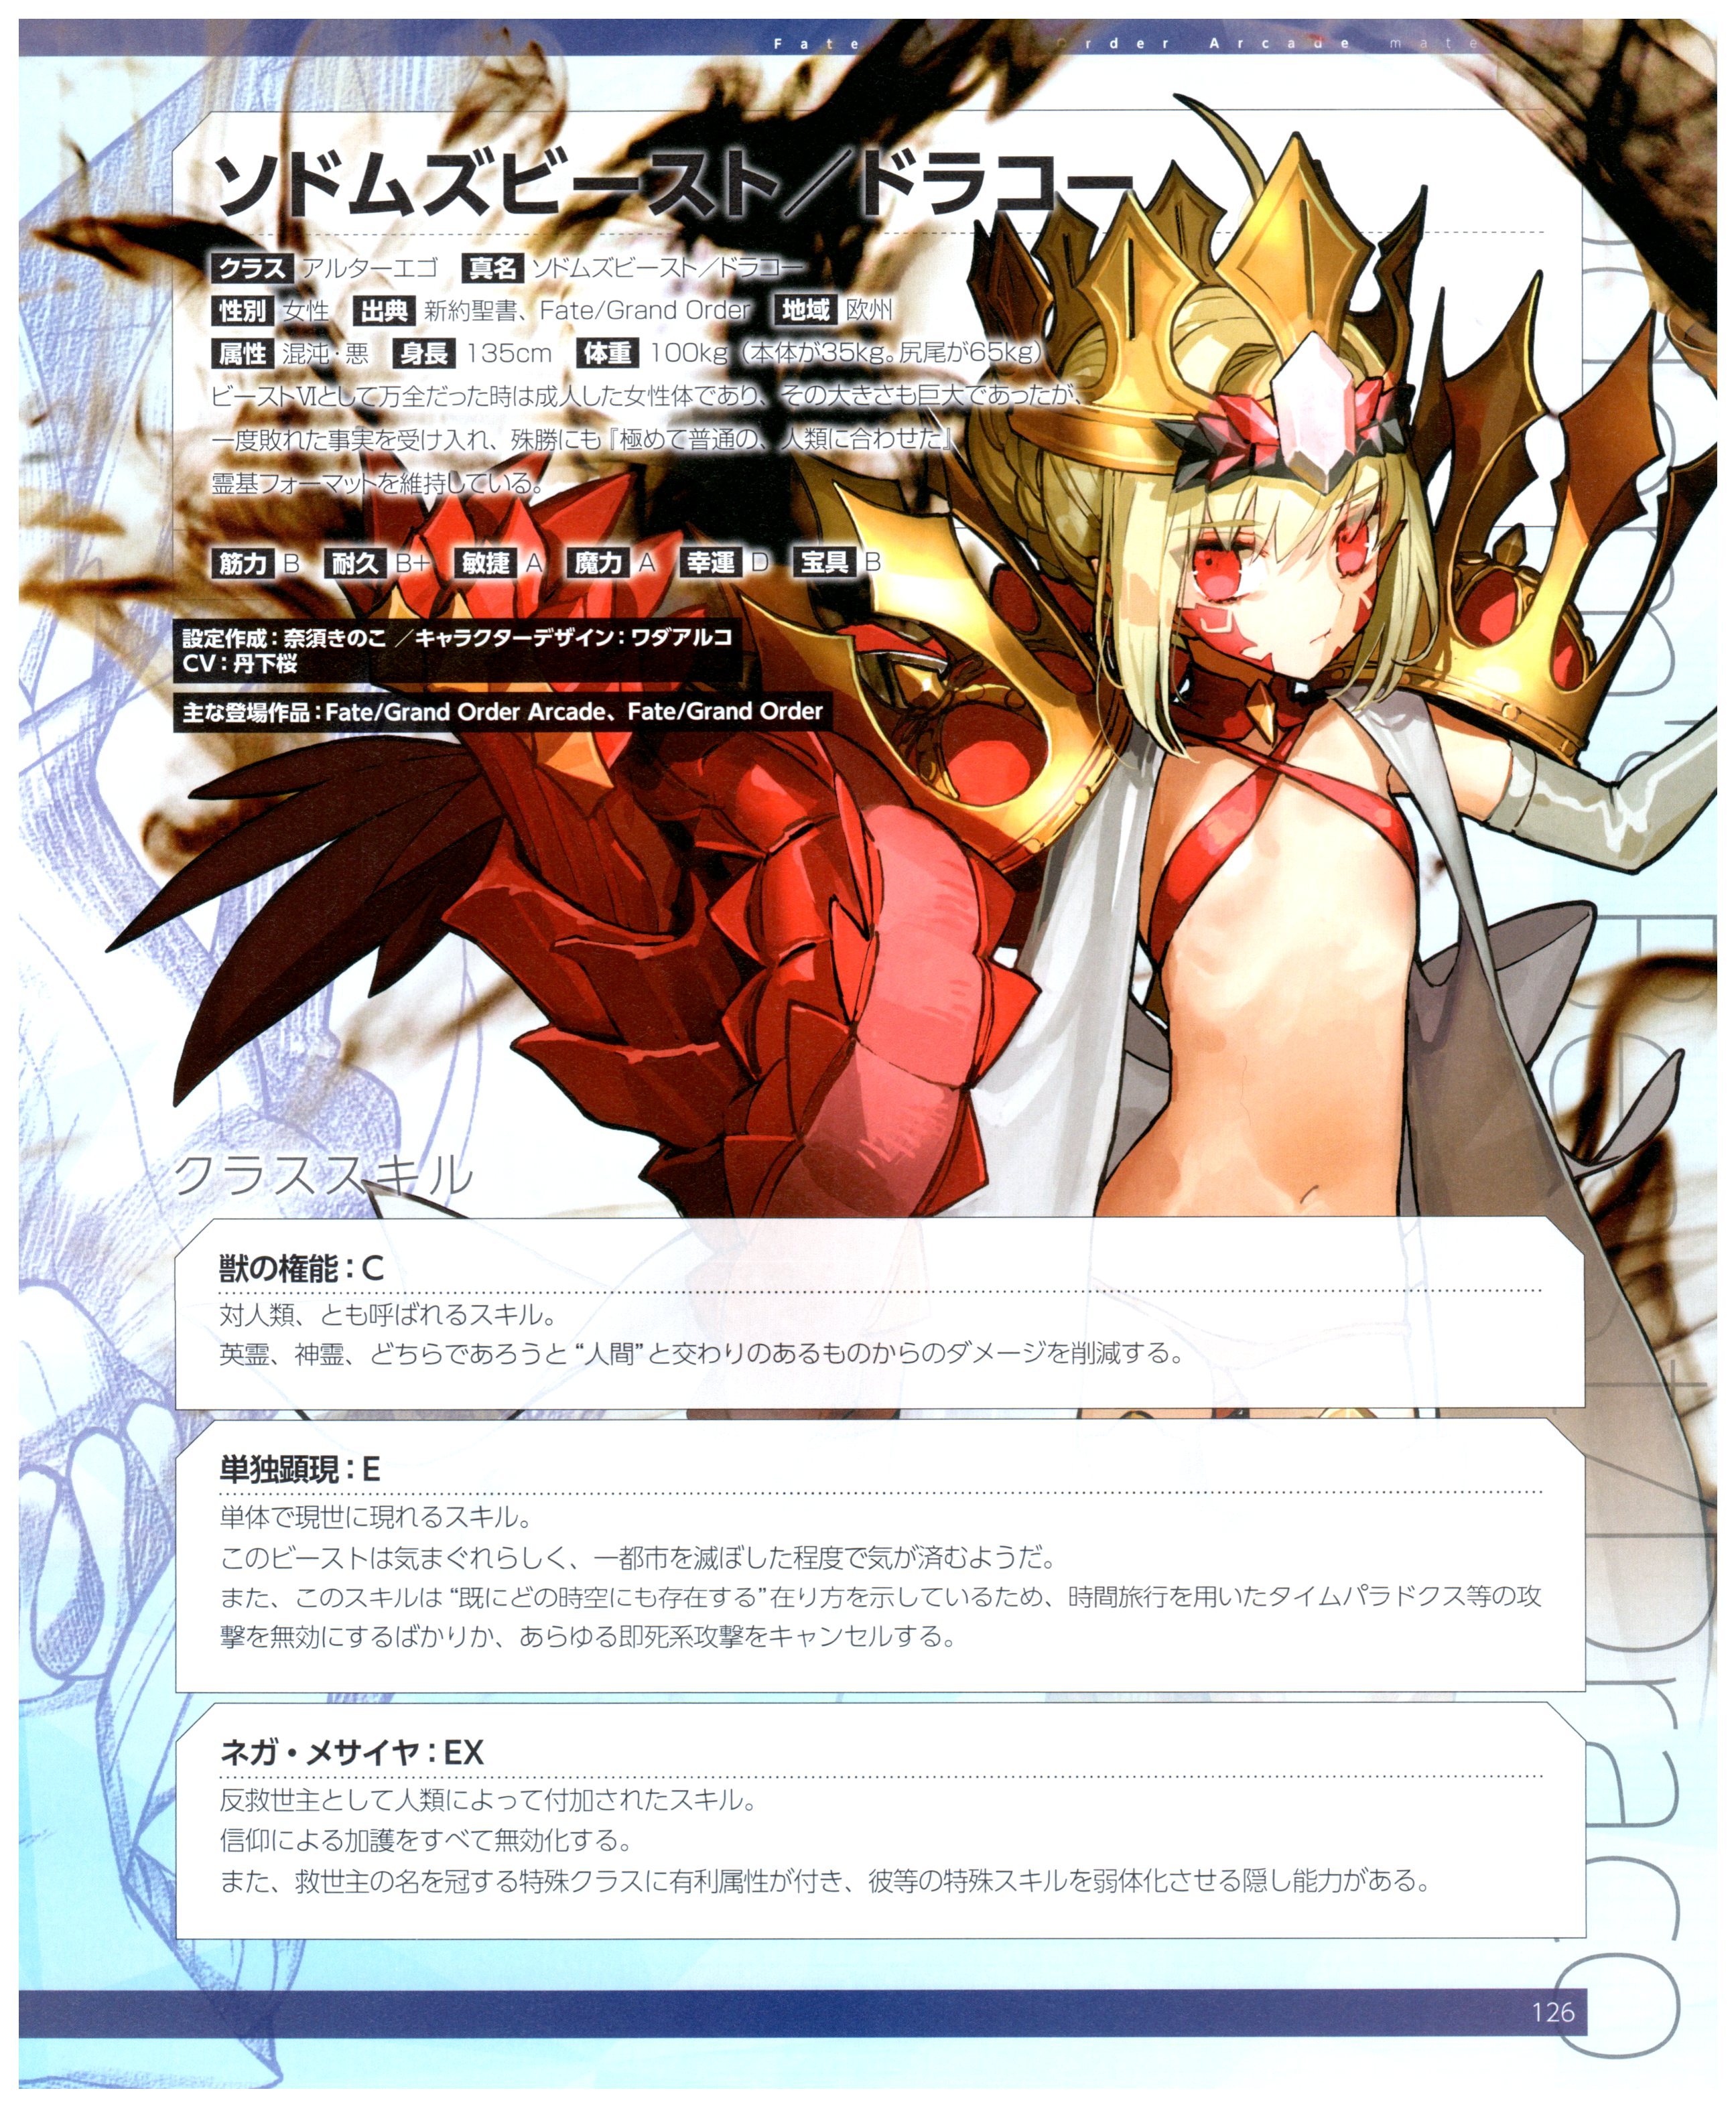 Fate Order Arcade mate
ソドムズビースト／ドラコー
クラス アルターエゴ 真名 ソドムズビースト／ドラコー
性別 女性 出典 新約聖書、Fate/Grand Order 地域 欧州
属性 混沌・悪 身長 135cm 体重 100kg（本体が35kg。尻尾が65kg）
ビーストⅥとして万全だった時は成人した女性体であり、その大きさも巨大であったが、
一度敗れた事実を受け入れ、殊勝にも『極めて普通の、人類に合わせた』
霊基フォーマットを維持している。
筋力 B 耐久 B+ 敏捷 A 魔力 A 幸運 D 宝具 B
設定作成：奈須きのこ ／キャラクターデザイン：ワダアルコ
CV：丹下桜
主な登場作品：Fate/Grand Order Arcade、Fate/Grand Order
クラススキル
獣の権能：C
対人類、とも呼ばれるスキル。
英霊、神霊、どちらであろうと“人間”と交わりのあるものからのダメージを削減する。
単独顕現：E
単体で現世に現れるスキル。
このビーストは気まぐれらしく、一都市を滅ぼした程度で気が済むようだ。
また、このスキルは“既にどの時空にも存在する”在り方を示しているため、時間旅行を用いたタイムパラドクス等の攻
撃を無効にするばかりか、あらゆる即死系攻撃をキャンセルする。
ネガ・メサイヤ：EX
反救世主として人類によって付加されたスキル。
信仰による加護をすべて無効化する。
また、救世主の名を冠する特殊クラスに有利属性が付き、彼等の特殊スキルを弱体化させる隠し能力がある。
126
Draco